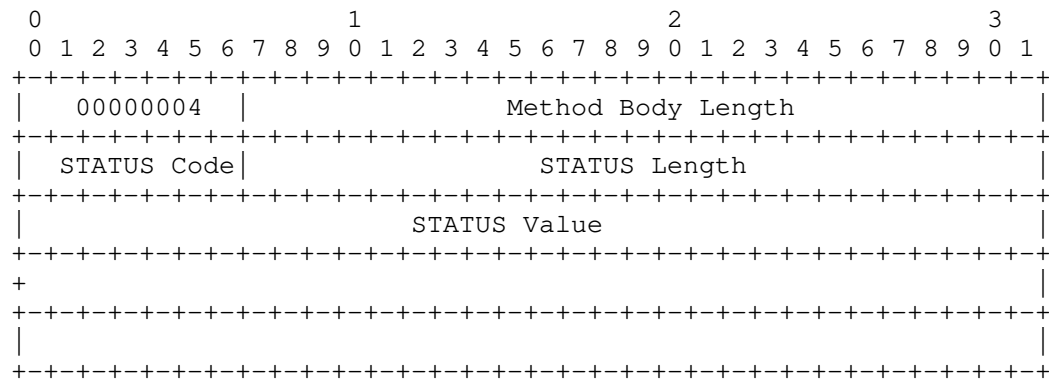 0                   1                   2                   3
 0 1 2 3 4 5 6 7 8 9 0 1 2 3 4 5 6 7 8 9 0 1 2 3 4 5 6 7 8 9 0 1
+-+-+-+-+-+-+-+-+-+-+-+-+-+-+-+-+-+-+-+-+-+-+-+-+-+-+-+-+-+-+-+-+
|   00000004  |                Method Body Length               |
+-+-+-+-+-+-+-+-+-+-+-+-+-+-+-+-+-+-+-+-+-+-+-+-+-+-+-+-+-+-+-+-+
|  STATUS Code|                  STATUS Length                  |
+-+-+-+-+-+-+-+-+-+-+-+-+-+-+-+-+-+-+-+-+-+-+-+-+-+-+-+-+-+-+-+-+
|                        STATUS Value                           |
+-+-+-+-+-+-+-+-+-+-+-+-+-+-+-+-+-+-+-+-+-+-+-+-+-+-+-+-+-+-+-+-+
+                                                               |
+-+-+-+-+-+-+-+-+-+-+-+-+-+-+-+-+-+-+-+-+-+-+-+-+-+-+-+-+-+-+-+-+
|                                                               |
+-+-+-+-+-+-+-+-+-+-+-+-+-+-+-+-+-+-+-+-+-+-+-+-+-+-+-+-+-+-+-+-+